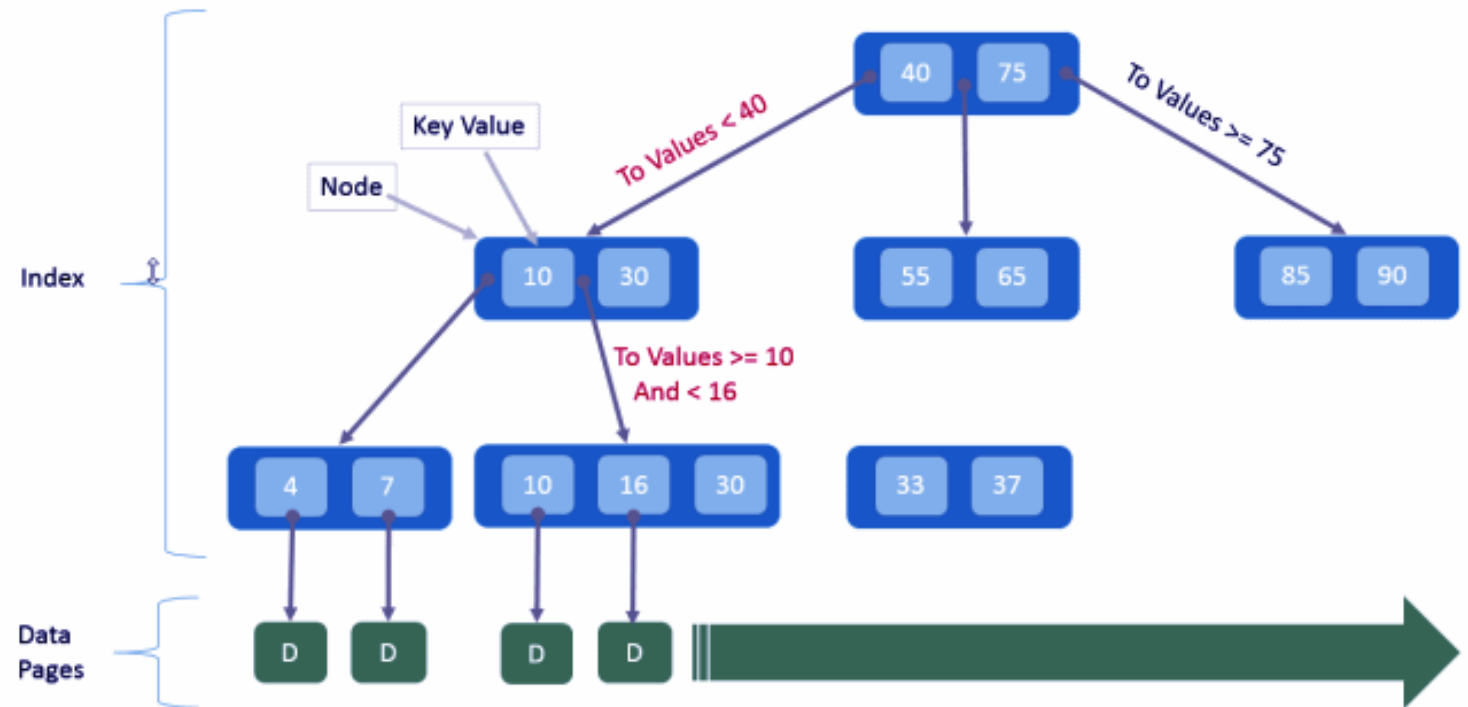 40 75
To Values < 40
To Values >= 75
Key Value
Node
Index
10 30
55 65
85 90
To Values >= 10
And < 16
4 7
10 16 30
33 37
Data
Pages
D D D D